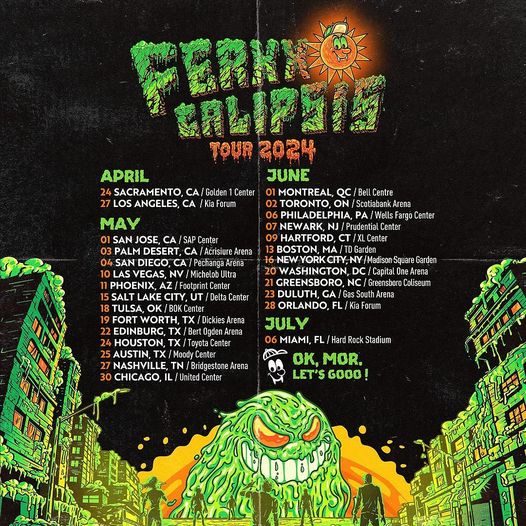 FERXXO
CALIPSIS
TOUR 2024
APRIL
24 SACRAMENTO, CA / Golden 1 Center
27 LOS ANGELES, CA / Kia Forum
MAY
01 SAN JOSE, CA / SAP Center
03 PALM DESERT, CA / Acrisiure Arena
04 SAN DIEGO, CA / Pechanga Arena
10 LAS VEGAS, NV / Michelob Ultra
11 PHOENIX, AZ / Footprint Center
15 SALT LAKE CITY, UT / Delta Center
18 TULSA, OK / BOK Center
19 FORT WORTH, TX / Dickies Arena
22 EDINBURG, TX / Bert Ogden Arena
24 HOUSTON, TX / Toyota Center
25 AUSTIN, TX / Moody Center
27 NASHVILLE, TN / Bridgestone Arena
30 CHICAGO, IL / United Center
JUNE
01 MONTREAL, QC / Bell Centre
02 TORONTO, ON / Scotiabank Arena
06 PHILADELPHIA, PA / Wells Fargo Center
07 NEWARK, NJ / Prudential Center
09 HARTFORD, CT / XL Center
13 BOSTON, MA / TD Garden
16 NEW YORK CITY, NY / Madison Square Garden
20 WASHINGTON, DC / Capital One Arena
21 GREENSBORO, NC / Greensboro Coliseum
23 DULUTH, GA / Gas South Arena
28 ORLANDO, FL / Kia Forum
JULY
06 MIAMI, FL / Hard Rock Stadium
OK, MOR,
LET'S GOOO!